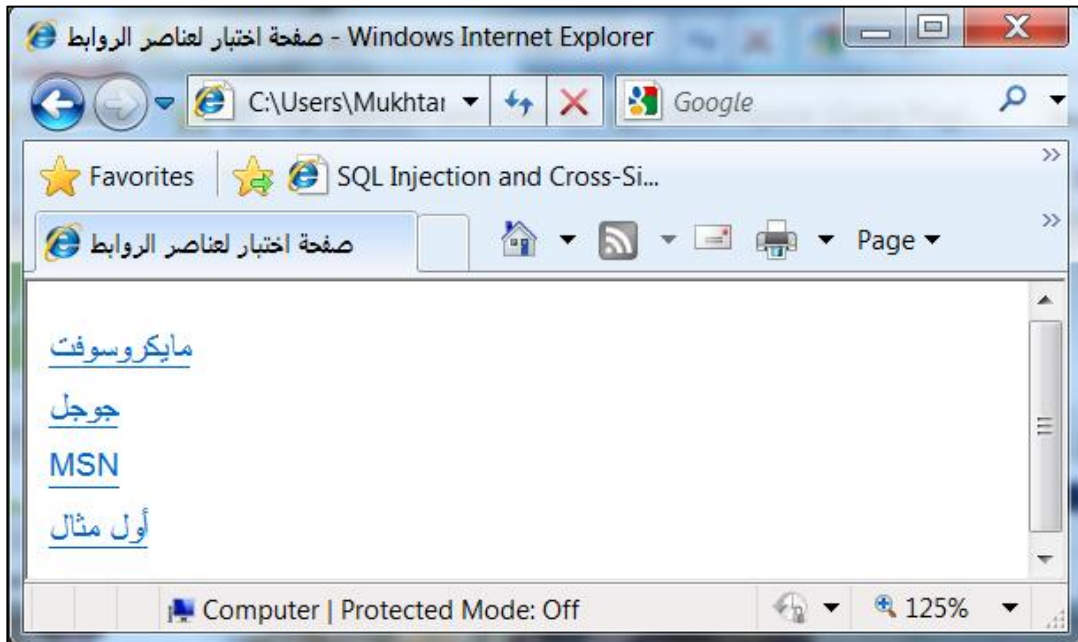 صفحة اختبار لعناصر الروابط - Windows Internet Explorer
C:\Users\Mukhtar
Google
Favorites
SQL Injection and Cross-Si...
صفحة اختبار لعناصر الروابط
Page
مايكروسوفت
جوجل
MSN
أول مثال
Computer | Protected Mode: Off
125%